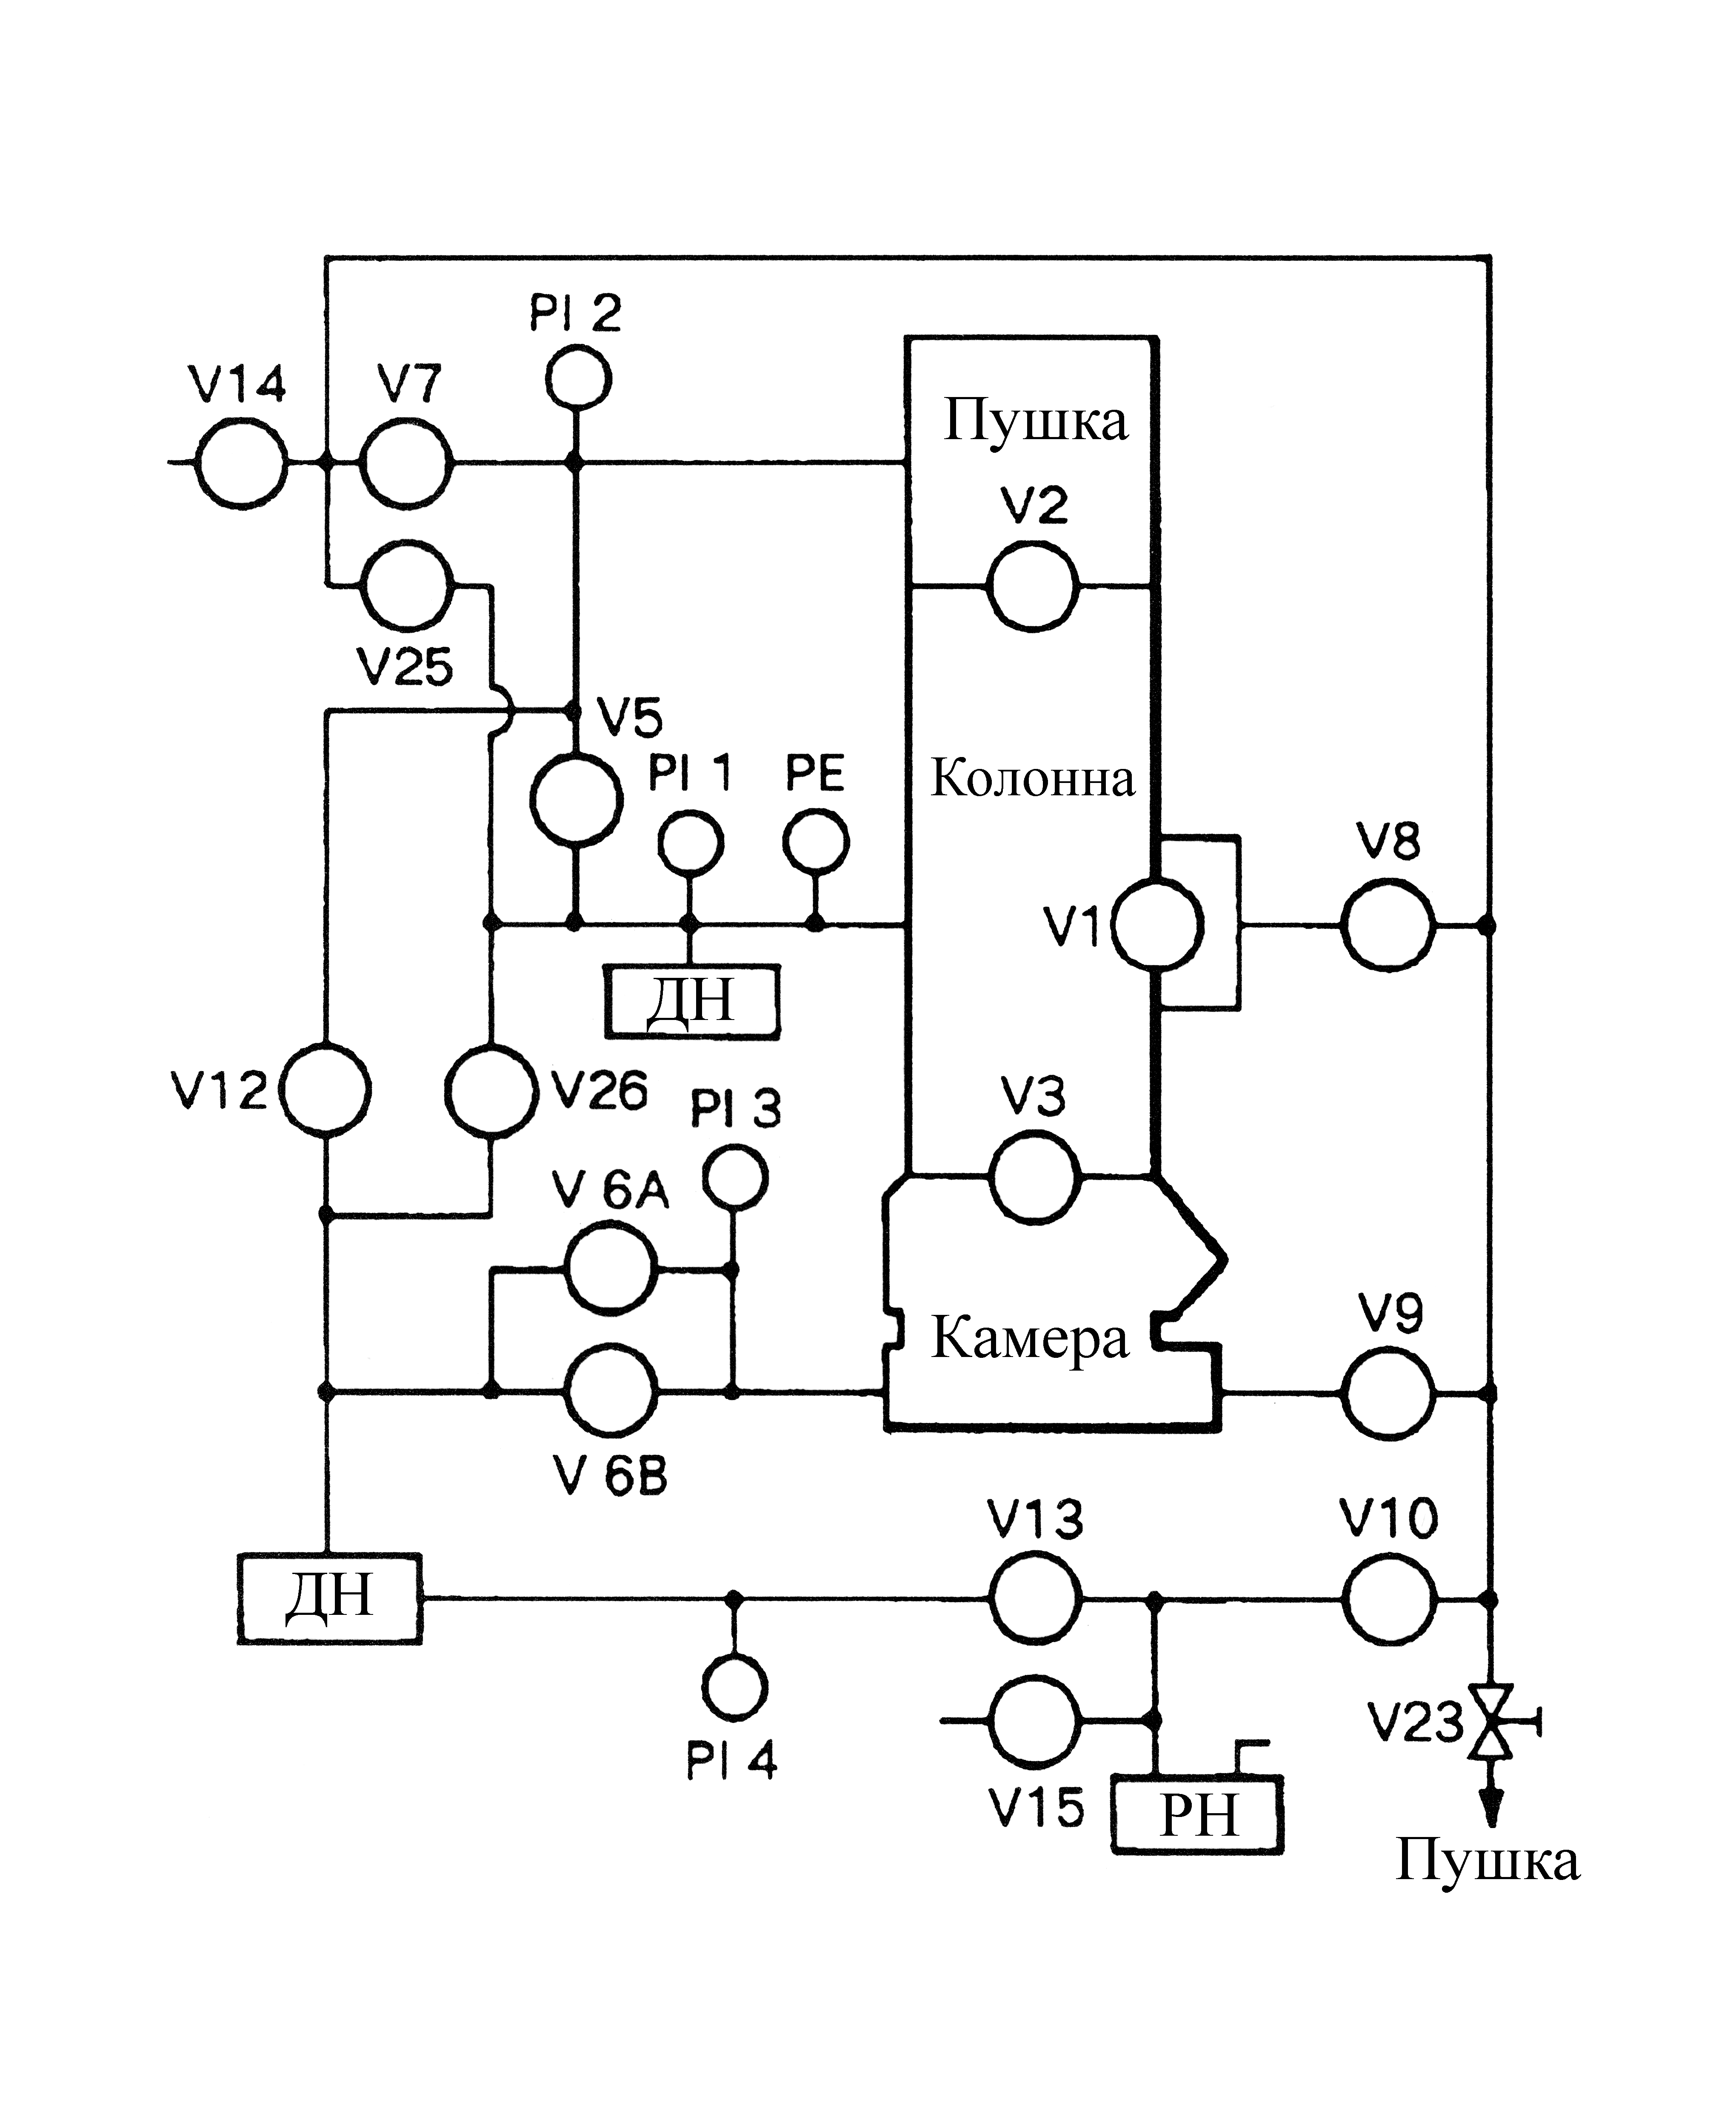 PI 2
V14
V7
Пушка
V2
V25
V5
PI 1
PE
Колонна
V8
V1
ДН
V12
V26
PI 3
V3
V 6A
Камера
V9
V 6B
V13
V10
ДН
V23
PI 4
V15
РН
Пушка